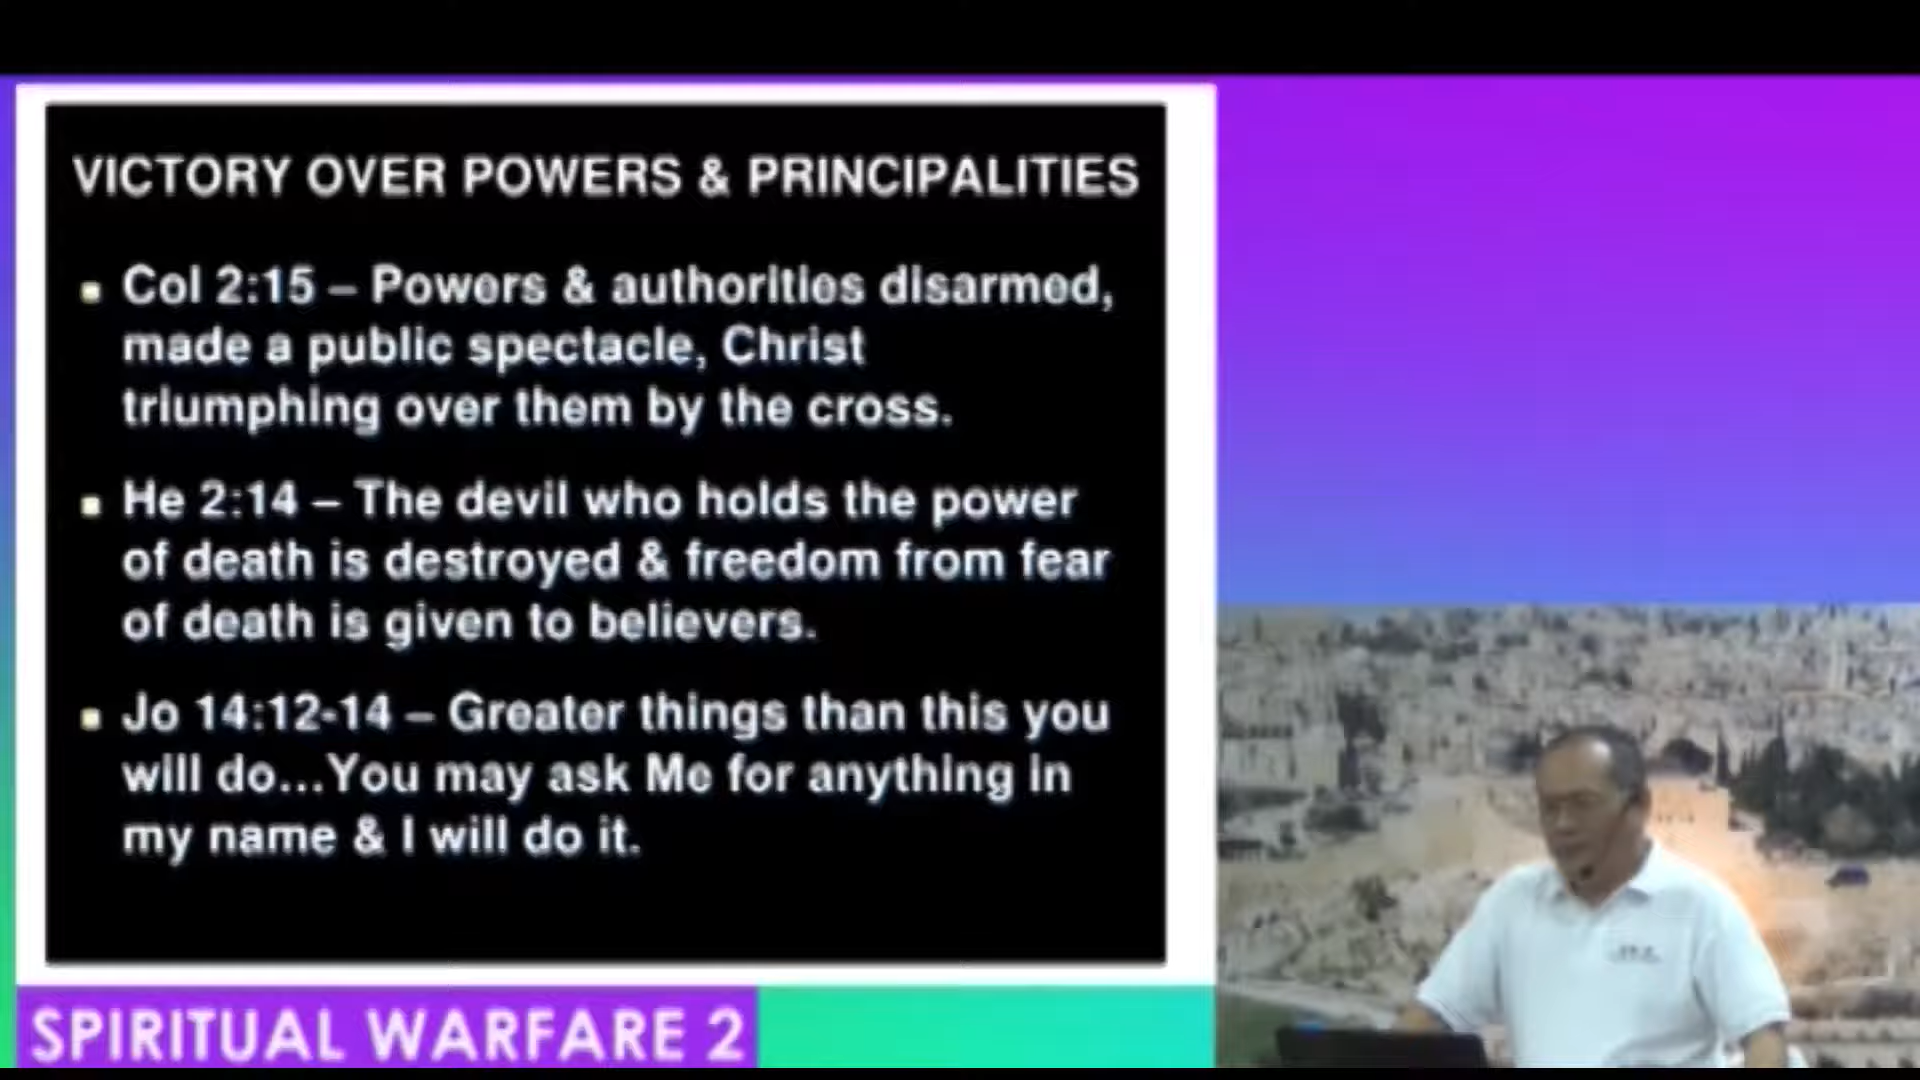 VICTORY OVER POWERS & PRINCIPALITIES
▪ Col 2:15 – Powers & authorities disarmed,
made a public spectacle, Christ
triumphing over them by the cross.
▪ He 2:14 – The devil who holds the power
of death is destroyed & freedom from fear
of death is given to believers.
▪ Jo 14:12-14 – Greater things than this you
will do...You may ask Me for anything in
my name & I will do it.
SPIRITUAL WARFARE 2